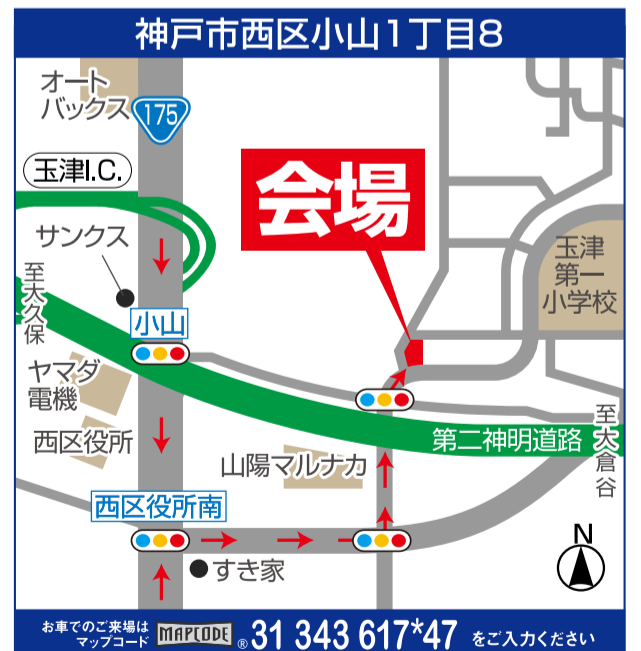 神戸市西区小山1丁目8
オート
バックス
175
玉津I.C.
会場
サンクス
玉津
第一
小学校
至大久保
小山
ヤマダ
電機
西区役所
山陽マルナカ
第二神明道路
至大倉谷
西区役所南
すき家
N
お車でのご来場は
マップコード
MAPCODE ® 31 343 617*47 をご入力ください